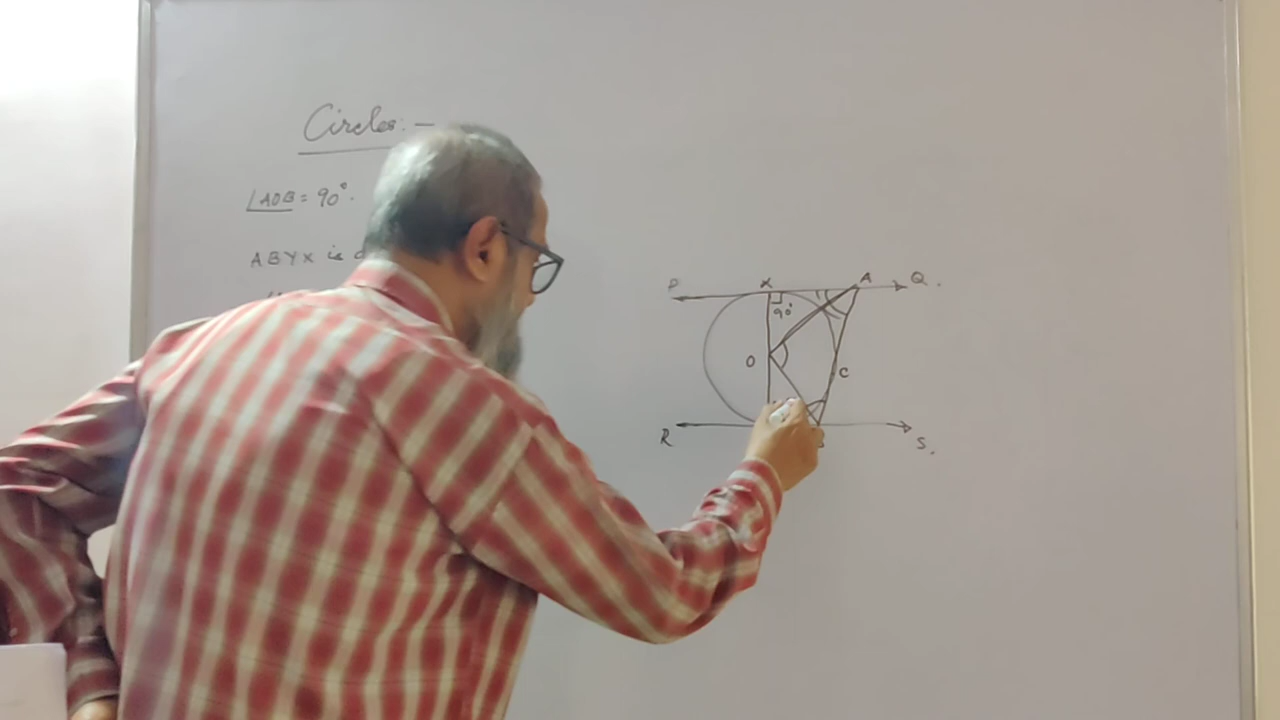 Circles:-
∠AOB = 90°.
ABYX is
P X A Q.
90°
O C
R S.